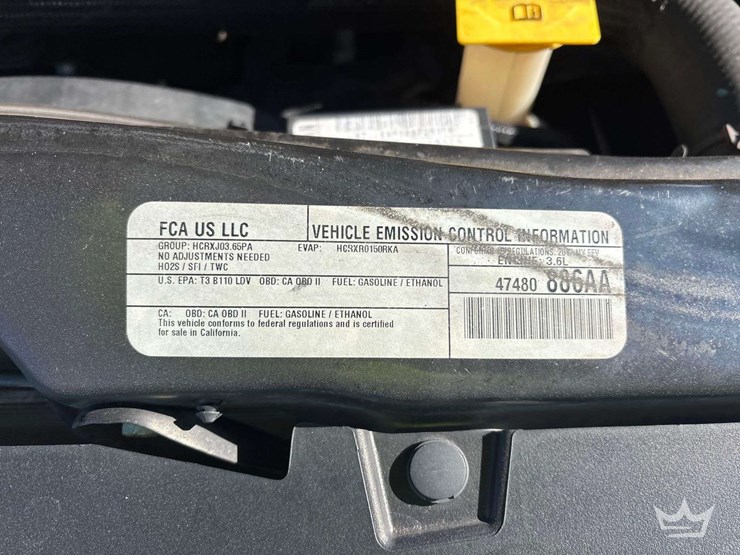 FCA US LLC
VEHICLE EMISSION CONTROL INFORMATION
GROUP: HCRXJ03.65PA EVAP: HCRXR0150RKA
NO ADJUSTMENTS NEEDED
HO2S / SFI / TWC
REGULATIONS:
ENGINE: 3.6L
U.S. EPA: T3 B110 LDV OBD: CA OBD II FUEL: GASOLINE / ETHANOL
47480 886AA
CA: OBD: CA OBD II FUEL: GASOLINE / ETHANOL
This vehicle conforms to federal regulations and is certified
for sale in California.